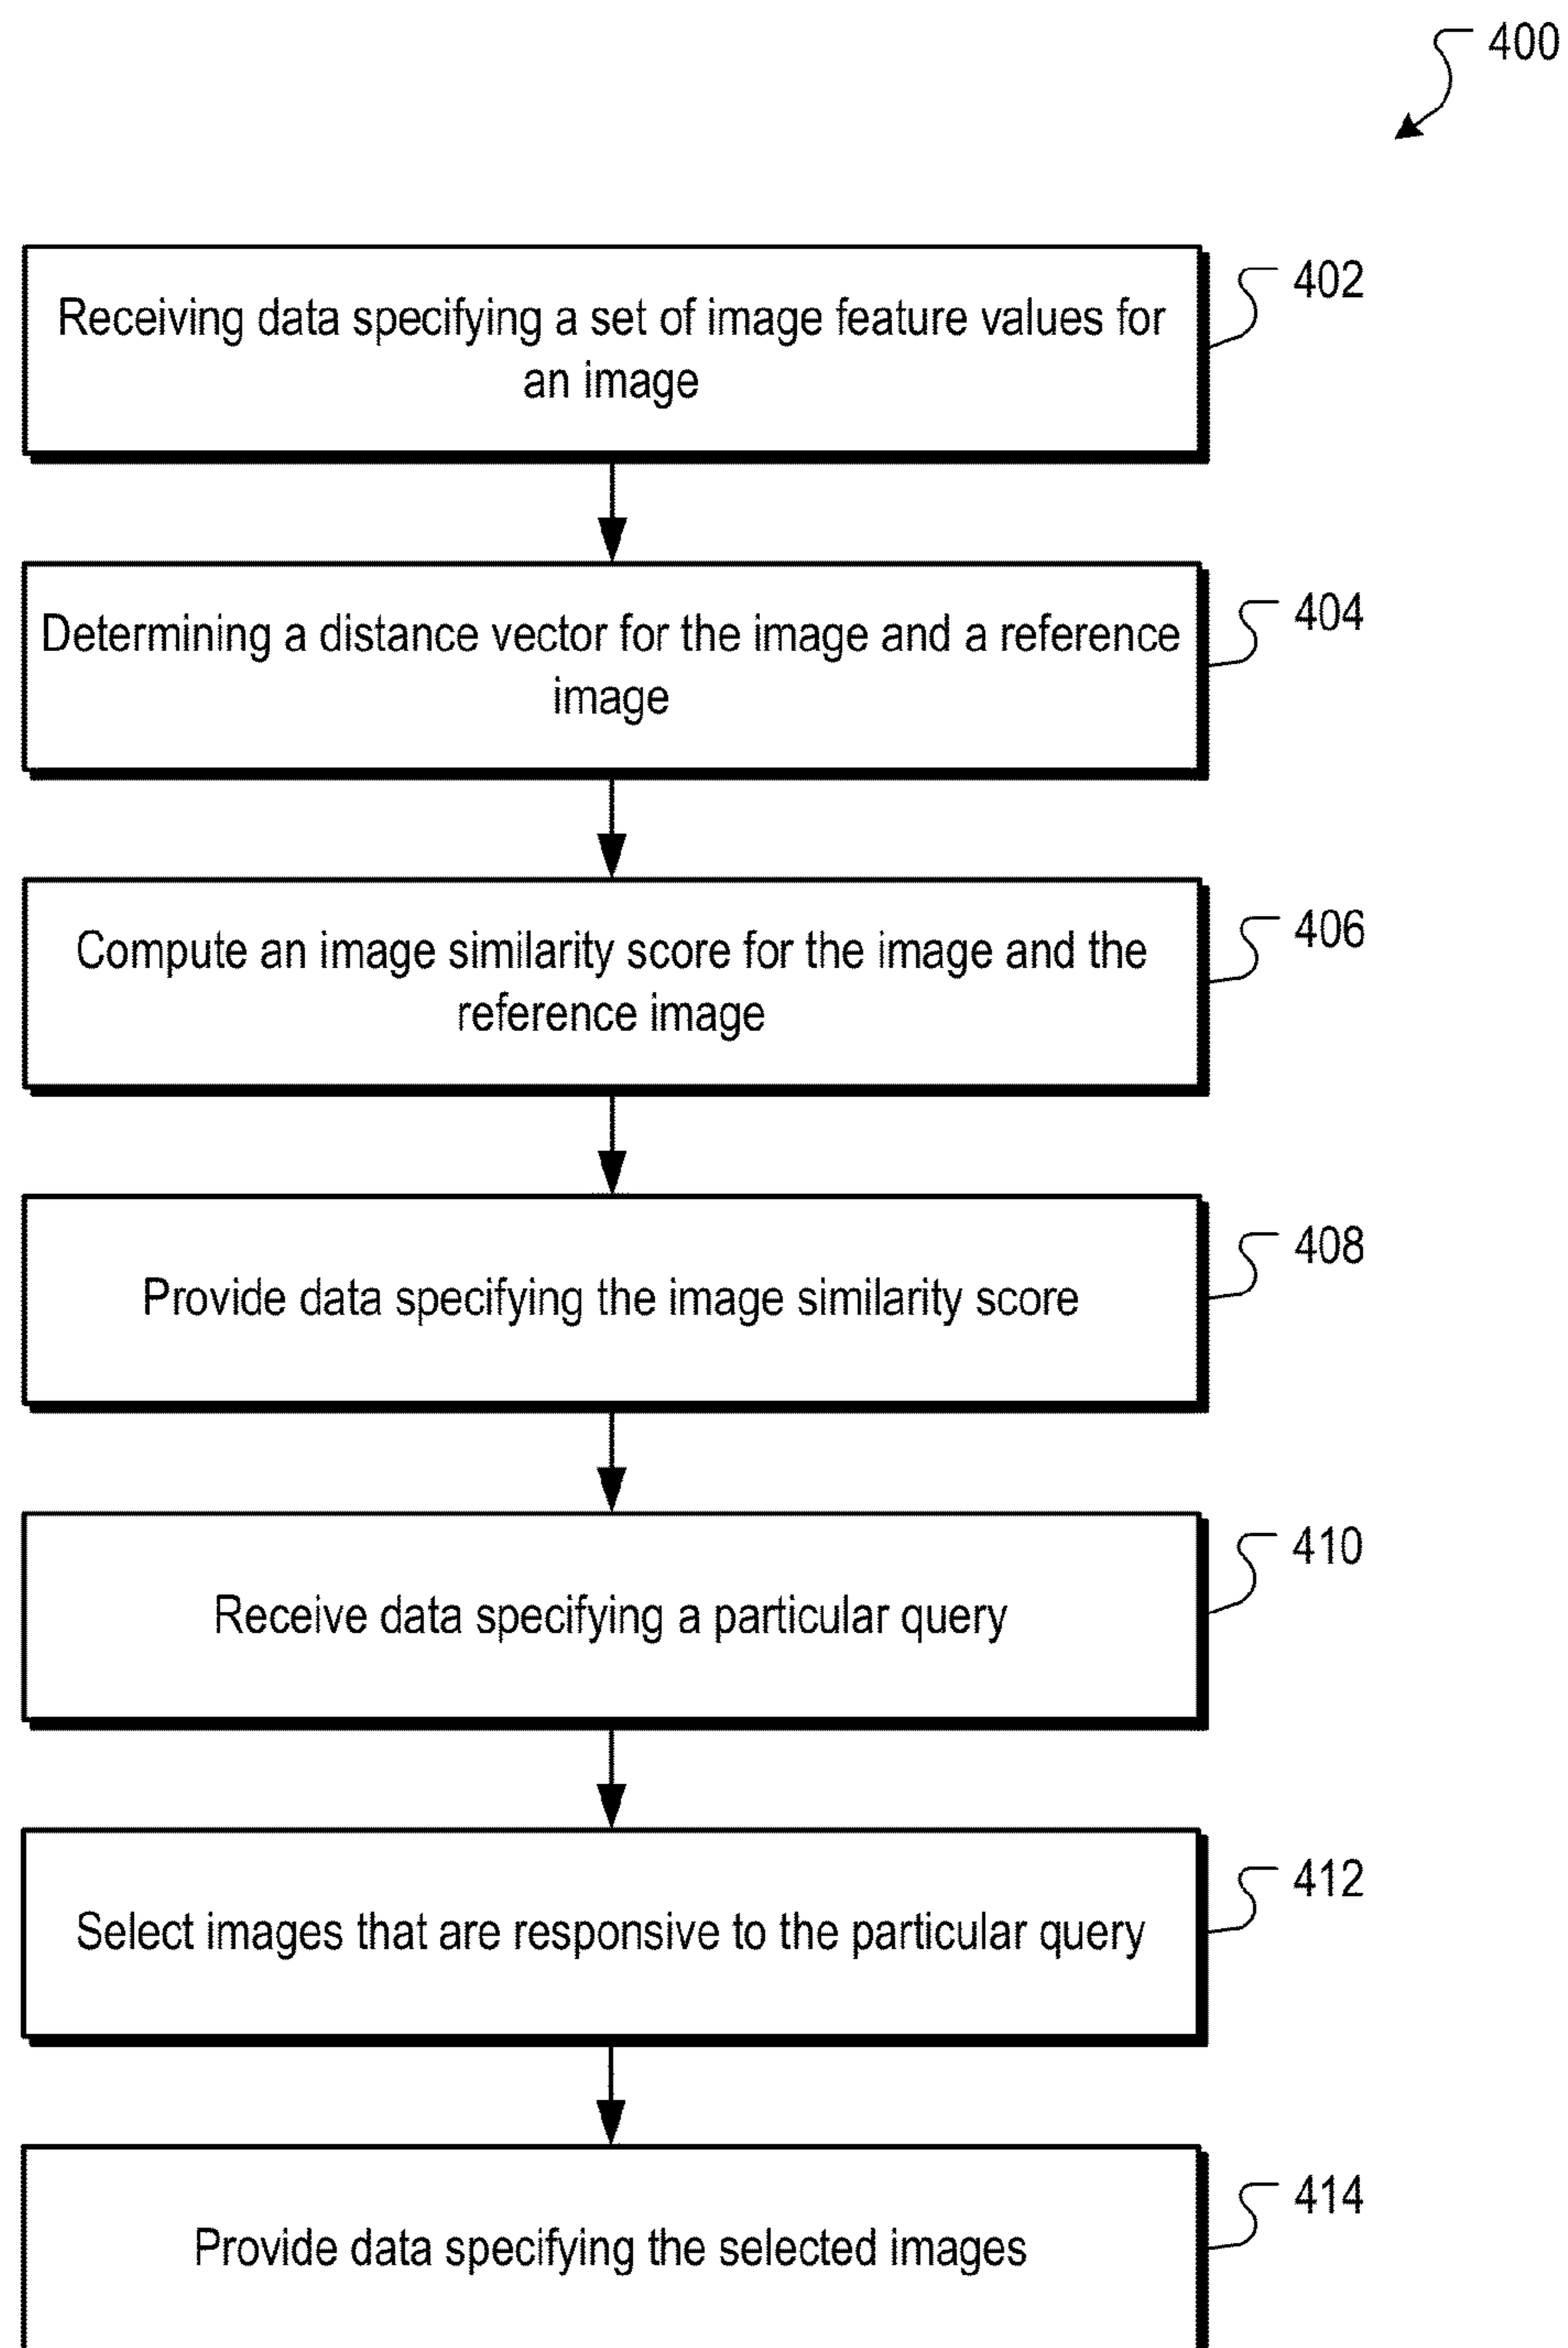 400
Receiving data specifying a set of image feature values for
an image
402
Determining a distance vector for the image and a reference
image
404
Compute an image similarity score for the image and the
reference image
406
Provide data specifying the image similarity score
408
Receive data specifying a particular query
410
Select images that are responsive to the particular query
412
Provide data specifying the selected images
414